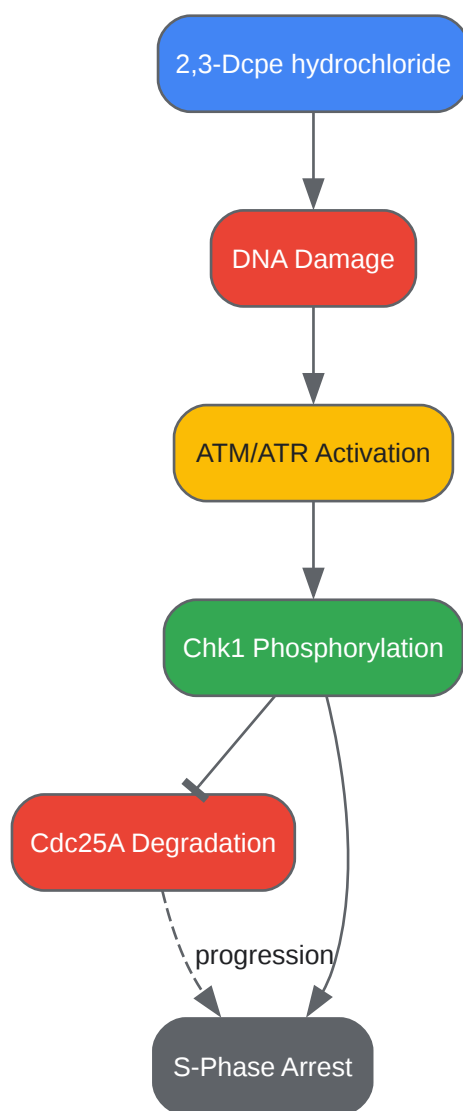 2,3-Dcpe hydrochloride
DNA Damage
ATM/ATR Activation
Chk1 Phosphorylation
Cdc25A Degradation
progression
S-Phase Arrest